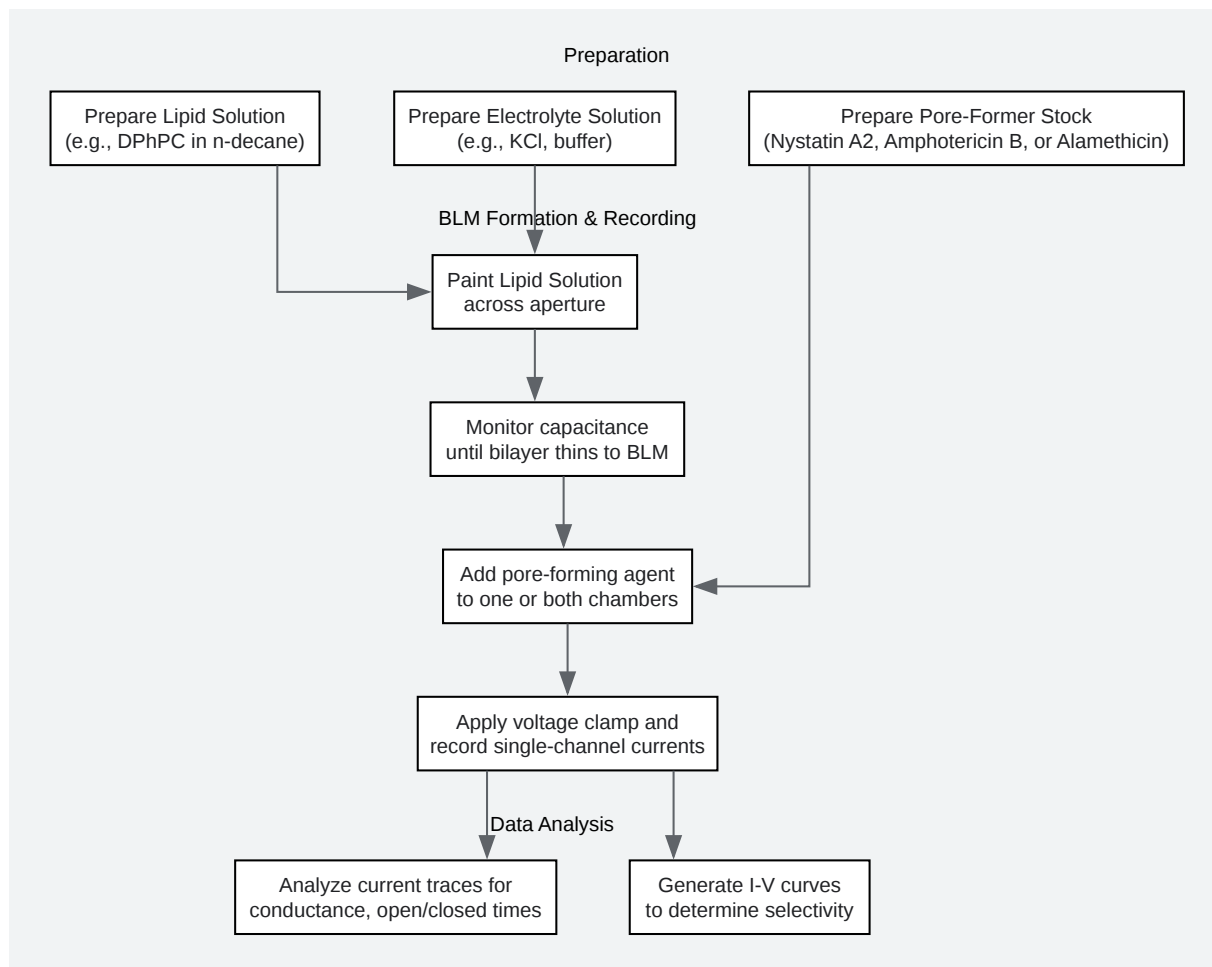 Preparation
Prepare Lipid Solution
(e.g., DPhPC in n-decane)
Prepare Electrolyte Solution
(e.g., KCl, buffer)
Prepare Pore-Former Stock
(Nystatin A2, Amphotericin B, or Alamethicin)
BLM Formation & Recording
Paint Lipid Solution
across aperture
Monitor capacitance
until bilayer thins to BLM
Add pore-forming agent
to one or both chambers
Apply voltage clamp and
record single-channel currents
Data Analysis
Analyze current traces for
conductance, open/closed times
Generate I-V curves
to determine selectivity